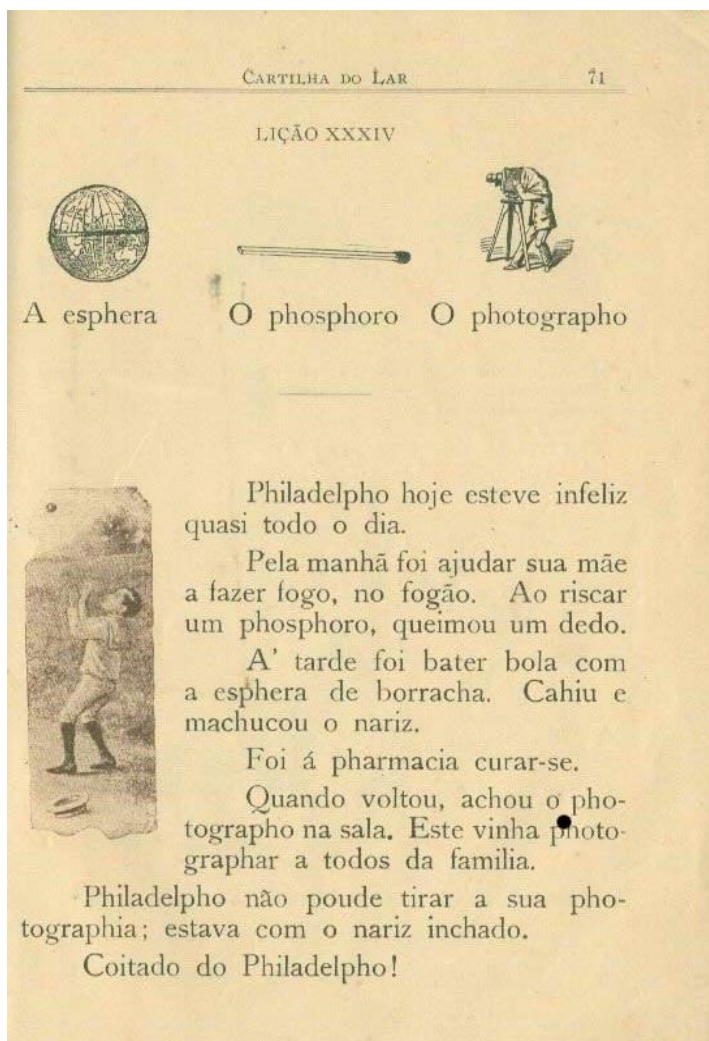 CARTILHA DO LAR 71
LIÇÃO XXXIV
A esphera O phosphoro O photographo
Philadelpho hoje esteve infeliz
quasi todo o dia.
Pela manhã foi ajudar sua mãe
a fazer fogo, no fogão. Ao riscar
um phosphoro, queimou um dedo.
A' tarde foi bater bola com
a esphera de borracha. Cahiu e
machucou o nariz.
Foi á pharmacia curar-se.
Quando voltou, achou o pho-
tographo na sala. Este vinha photo-
graphar a todos da familia.
Philadelpho não poude tirar a sua pho-
tographia; estava com o nariz inchado.
Coitado do Philadelpho!